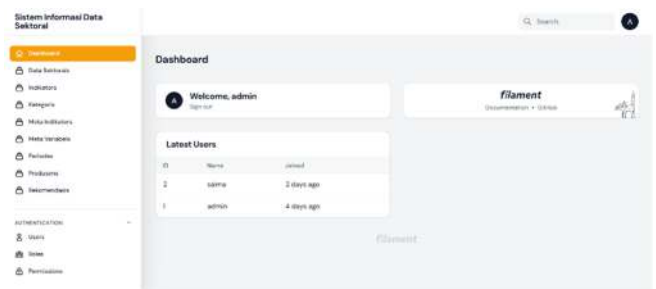 Sistem Informasi Data
Sektoral
Search
A
Dashboard
Data Sektorals
Indikators
Kategoris
Meta Indikators
Meta Variabels
Periodes
Produsens
Rekomendasis
AUTHENTICATION
Users
Roles
Permissions
Dashboard
A
Welcome, admin
Sign out
filament
Documentation • GitHub
Latest Users
ID Name Joined
2 salma 2 days ago
1 admin 4 days ago
filament